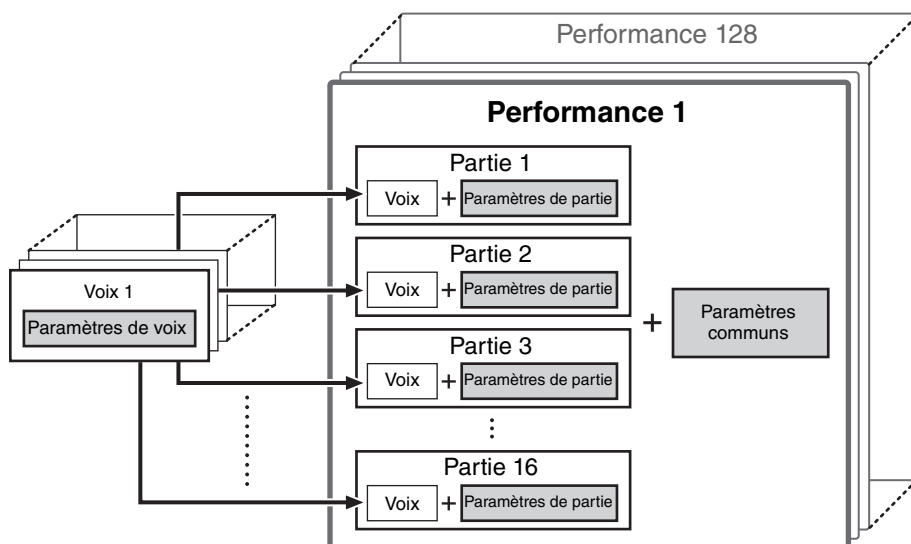 Performance 128
Performance 1
Partie 1
Voix + Paramètres de partie
Partie 2
Voix + Paramètres de partie
Voix 1
Paramètres de voix
+ Paramètres
communs
Partie 3
Voix + Paramètres de partie
Partie 16
Voix + Paramètres de partie